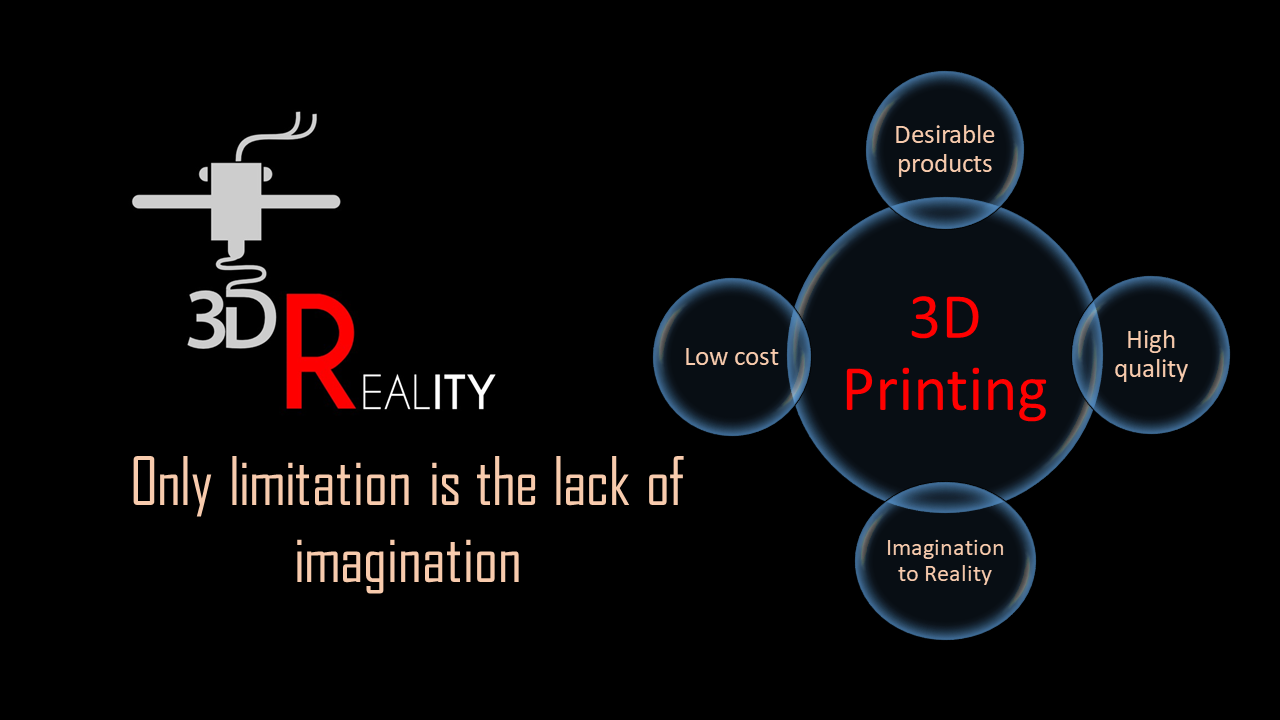 3D REALITY
Only limitation is the lack of
imagination
Desirable
products
Low cost
3D
Printing
High
quality
Imagination
to Reality